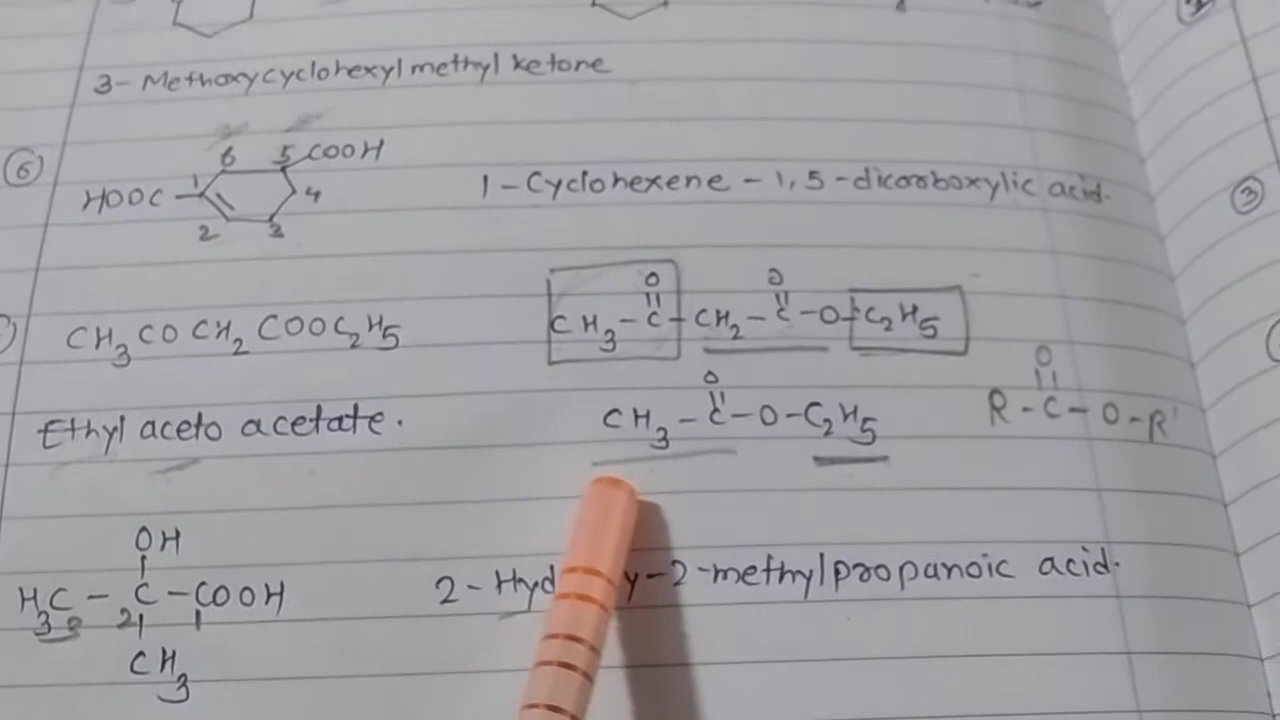 3- Methoxycyclohexyl methyl ketone
6 5 COOH
⑥ HOOC 1 4 1-Cyclohexene-1,5-dicarboxylic acid.
2 3
③
O O
CH3COCH2COOC2H5 CH3-C-CH2-C-O-C2H5
O O
Ethyl aceto acetate. CH3-C-O-C2H5 R-C-O-R'
OH
H3C - C - COOH 2-Hyd y-2-methylpropanoic acid.
3 2 1
CH3